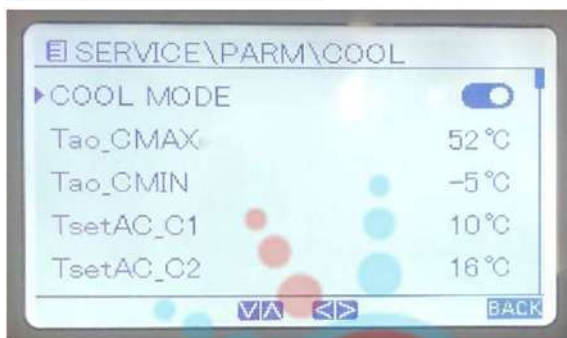 SERVICE\PARM\COOL
COOL MODE
Tao_CMAX 52°C
Tao_CMIN -5°C
TsetAC_C1 10°C
TsetAC_C2 16°C
BACK